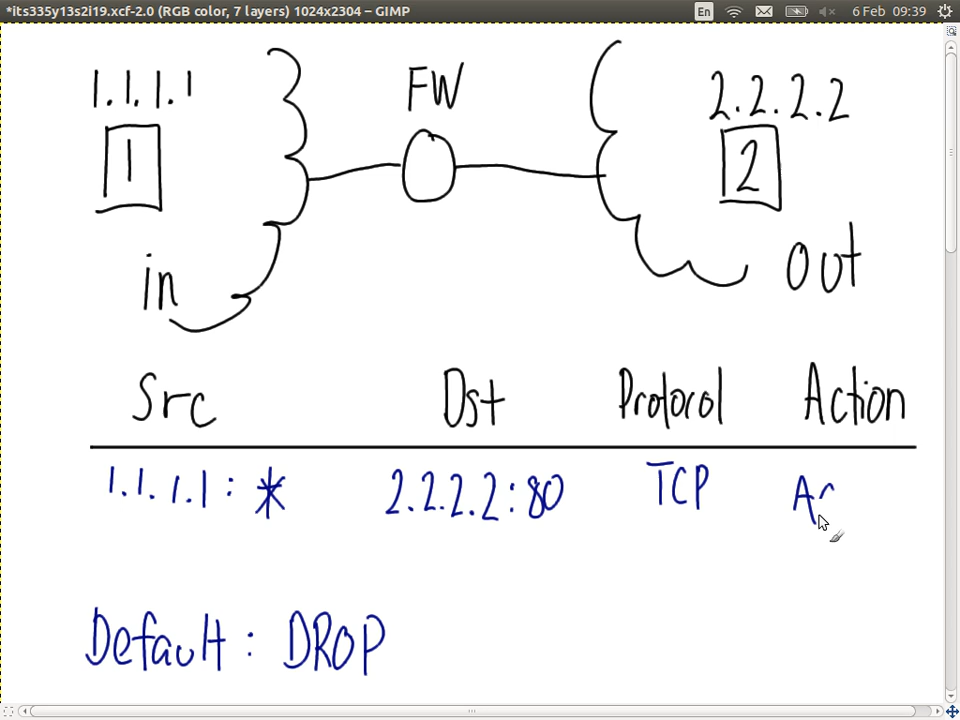 *its335y13s2i19.xcf-2.0 (RGB color, 7 layers) 1024x2304 – GIMP En 6 Feb 09:39
1.1.1.1 FW 2.2.2.2
1 2
in out
Src Dst Protocol Action
1.1.1.1 : * 2.2.2.2:80 TCP Ac
Default : DROP